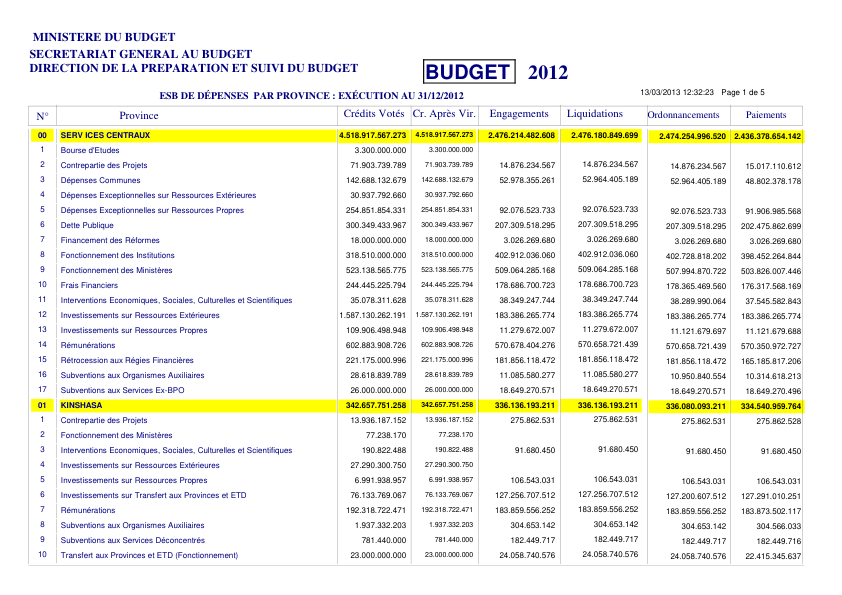 MINISTERE DU BUDGET
SECRETARIAT GENERAL AU BUDGET
DIRECTION DE LA PREPARATION ET SUIVI DU BUDGET
BUDGET 2012
ESB DE DÉPENSES PAR PROVINCE : EXÉCUTION AU 31/12/2012
13/03/2013 12:32:23 Page 1 de 5
N° Province Crédits Votés Cr. Après Vir. Engagements Liquidations Ordonnancements Paiements
00 SERV ICES CENTRAUX 4.518.917.567.273 4.518.917.567.273 2.476.214.482.608 2.476.180.849.699 2.474.254.996.520 2.436.378.654.142
1 Bourse d'Etudes 3.300.000.000 3.300.000.000
2 Contrepartie des Projets 71.903.739.789 71.903.739.789 14.876.234.567 14.876.234.567 14.876.234.567 15.017.110.612
3 Dépenses Communes 142.688.132.679 142.688.132.679 52.978.355.261 52.964.405.189 52.964.405.189 48.802.378.178
4 Dépenses Exceptionnelles sur Ressources Extérieures 30.937.792.660 30.937.792.660
5 Dépenses Exceptionnelles sur Ressources Propres 254.851.854.331 254.851.854.331 92.076.523.733 92.076.523.733 92.076.523.733 91.906.985.568
6 Dette Publique 300.349.433.967 300.349.433.967 207.309.518.295 207.309.518.295 207.309.518.295 202.475.862.699
7 Financement des Réformes 18.000.000.000 18.000.000.000 3.026.269.680 3.026.269.680 3.026.269.680 3.026.269.680
8 Fonctionnement des Institutions 318.510.000.000 318.510.000.000 402.912.036.060 402.912.036.060 402.728.818.202 398.452.264.844
9 Fonctionnement des Ministères 523.138.565.775 523.138.565.775 509.064.285.168 509.064.285.168 507.994.870.722 503.826.007.446
10 Frais Financiers 244.445.225.794 244.445.225.794 178.686.700.723 178.686.700.723 178.365.469.560 176.317.568.169
11 Interventions Economiques, Sociales, Culturelles et Scientifiques 35.078.311.628 35.078.311.628 38.349.247.744 38.349.247.744 38.289.990.064 37.545.582.843
12 Investissements sur Ressources Extérieures 1.587.130.262.191 1.587.130.262.191 183.386.265.774 183.386.265.774 183.386.265.774 183.386.265.774
13 Investissements sur Ressources Propres 109.906.498.948 109.906.498.948 11.279.672.007 11.279.672.007 11.121.679.697 11.121.679.688
14 Rémunérations 602.883.908.726 602.883.908.726 570.678.404.276 570.658.721.439 570.658.721.439 570.350.972.727
15 Rétrocession aux Régies Financières 221.175.000.996 221.175.000.996 181.856.118.472 181.856.118.472 181.856.118.472 165.185.817.206
16 Subventions aux Organismes Auxiliaires 28.618.839.789 28.618.839.789 11.085.580.277 11.085.580.277 10.950.840.554 10.314.618.213
17 Subventions aux Services Ex-BPO 26.000.000.000 26.000.000.000 18.649.270.571 18.649.270.571 18.649.270.571 18.649.270.496
01 KINSHASA 342.657.751.258 342.657.751.258 336.136.193.211 336.136.193.211 336.080.093.211 334.540.959.764
1 Contrepartie des Projets 13.936.187.152 13.936.187.152 275.862.531 275.862.531 275.862.531 275.862.528
2 Fonctionnement des Ministères 77.238.170 77.238.170
3 Interventions Economiques, Sociales, Culturelles et Scientifiques 190.822.488 190.822.488 91.680.450 91.680.450 91.680.450 91.680.450
4 Investissements sur Ressources Extérieures 27.290.300.750 27.290.300.750
5 Investissements sur Ressources Propres 6.991.938.957 6.991.938.957 106.543.031 106.543.031 106.543.031 106.543.031
6 Investissements sur Transfert aux Provinces et ETD 76.133.769.067 76.133.769.067 127.256.707.512 127.256.707.512 127.200.607.512 127.291.010.251
7 Rémunérations 192.318.722.471 192.318.722.471 183.859.556.252 183.859.556.252 183.859.556.252 183.873.502.117
8 Subventions aux Organismes Auxiliaires 1.937.332.203 1.937.332.203 304.653.142 304.653.142 304.653.142 304.566.033
9 Subventions aux Services Déconcentrés 781.440.000 781.440.000 182.449.717 182.449.717 182.449.717 182.449.716
10 Transfert aux Provinces et ETD (Fonctionnement) 23.000.000.000 23.000.000.000 24.058.740.576 24.058.740.576 24.058.740.576 22.415.345.637